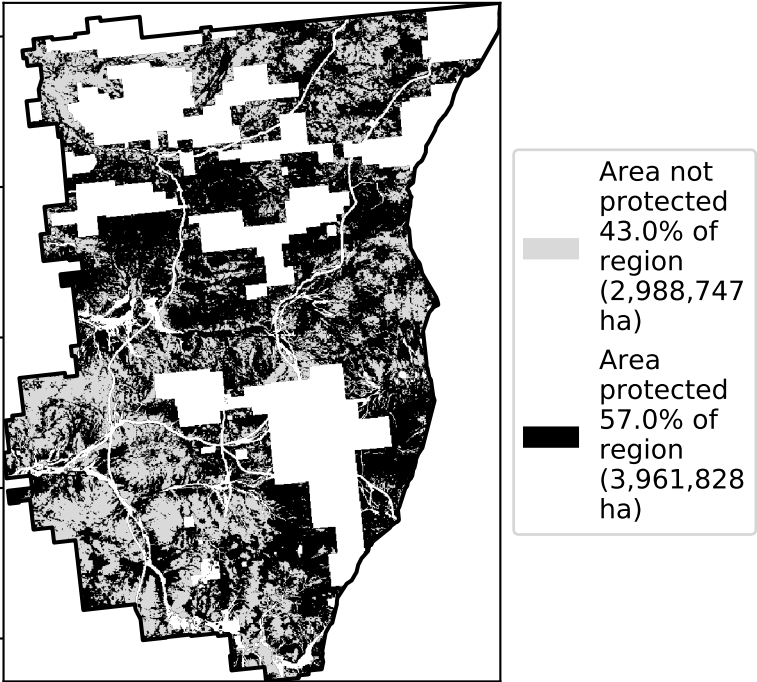 Area not
protected
43.0% of
region
(2,988,747
ha)
Area
protected
57.0% of
region
(3,961,828
ha)